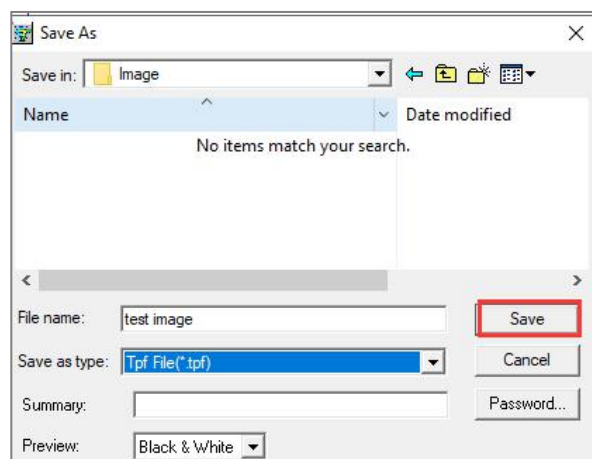 Save As
Save in: Image
Name Date modified
No items match your search.
File name: test image Save
Save as type: Tpf File(*.tpf) Cancel
Summary: Password...
Preview: Black & White